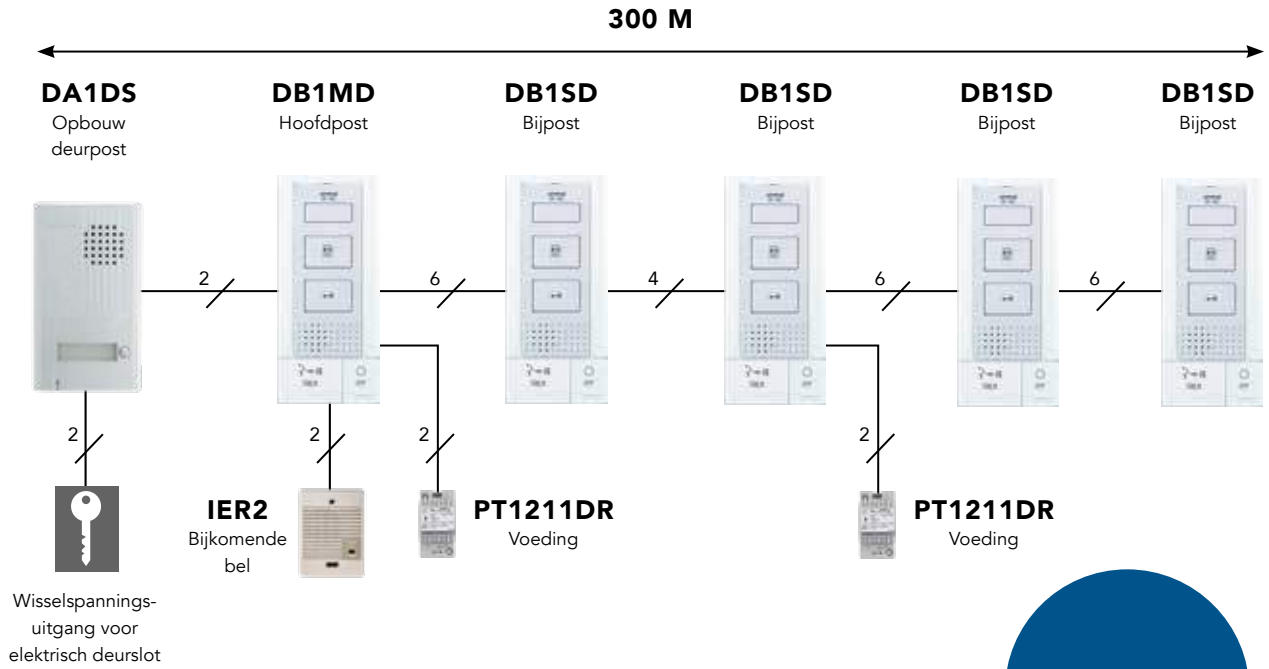 300 M
DA1DS
Opbouw
deurpost
DB1MD
Hoofdpost
DB1SD
Bijpost
DB1SD
Bijpost
DB1SD
Bijpost
DB1SD
Bijpost
2
6
4
6
6
2
2
2
2
IER2
Bijkomende
bel
PT1211DR
Voeding
PT1211DR
Voeding
Wisselspannings-
uitgang voor
elektrisch deurslot